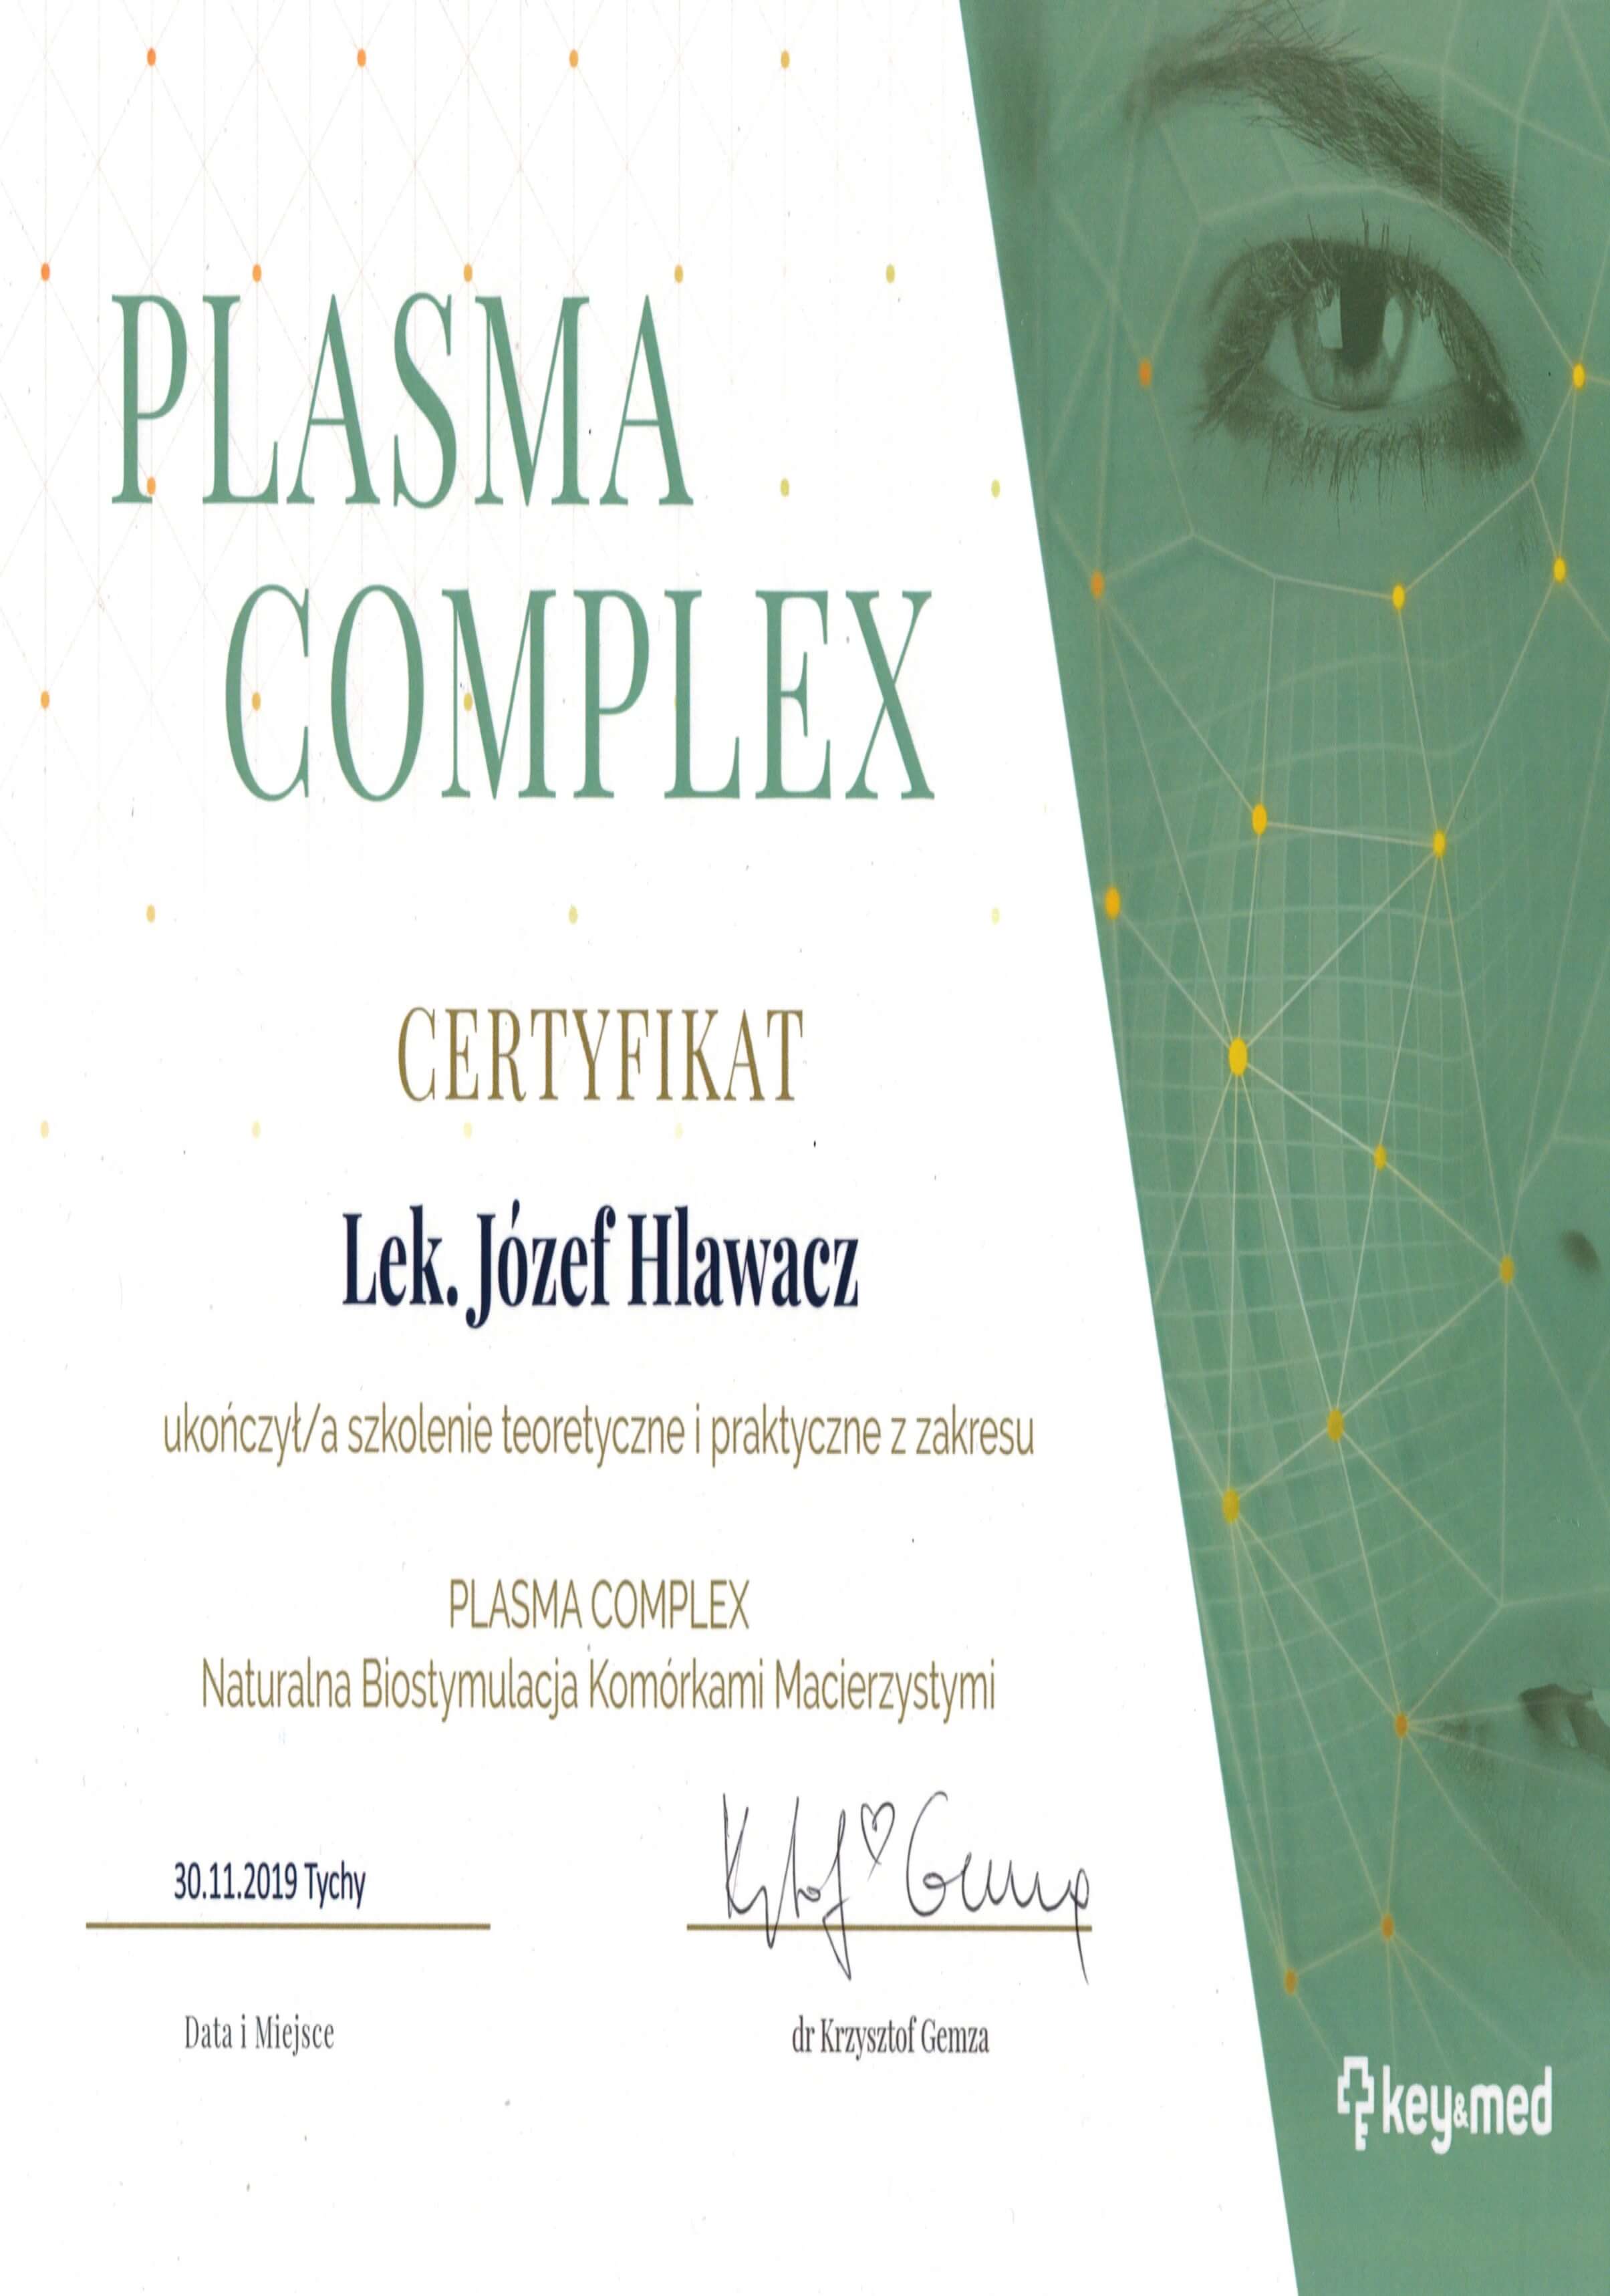 PLASMA
COMPLEX
CERTYFIKAT
Lek. Józef Hlawacz
ukończył/a szkolenie teoretyczne i praktyczne z zakresu
PLASMA COMPLEX
Naturalna Biostymulacja Komórkami Macierzystymi
30.11.2019 Tychy
Krzysztof Gemza
Data i Miejsce
dr Krzysztof Gemza
key&med